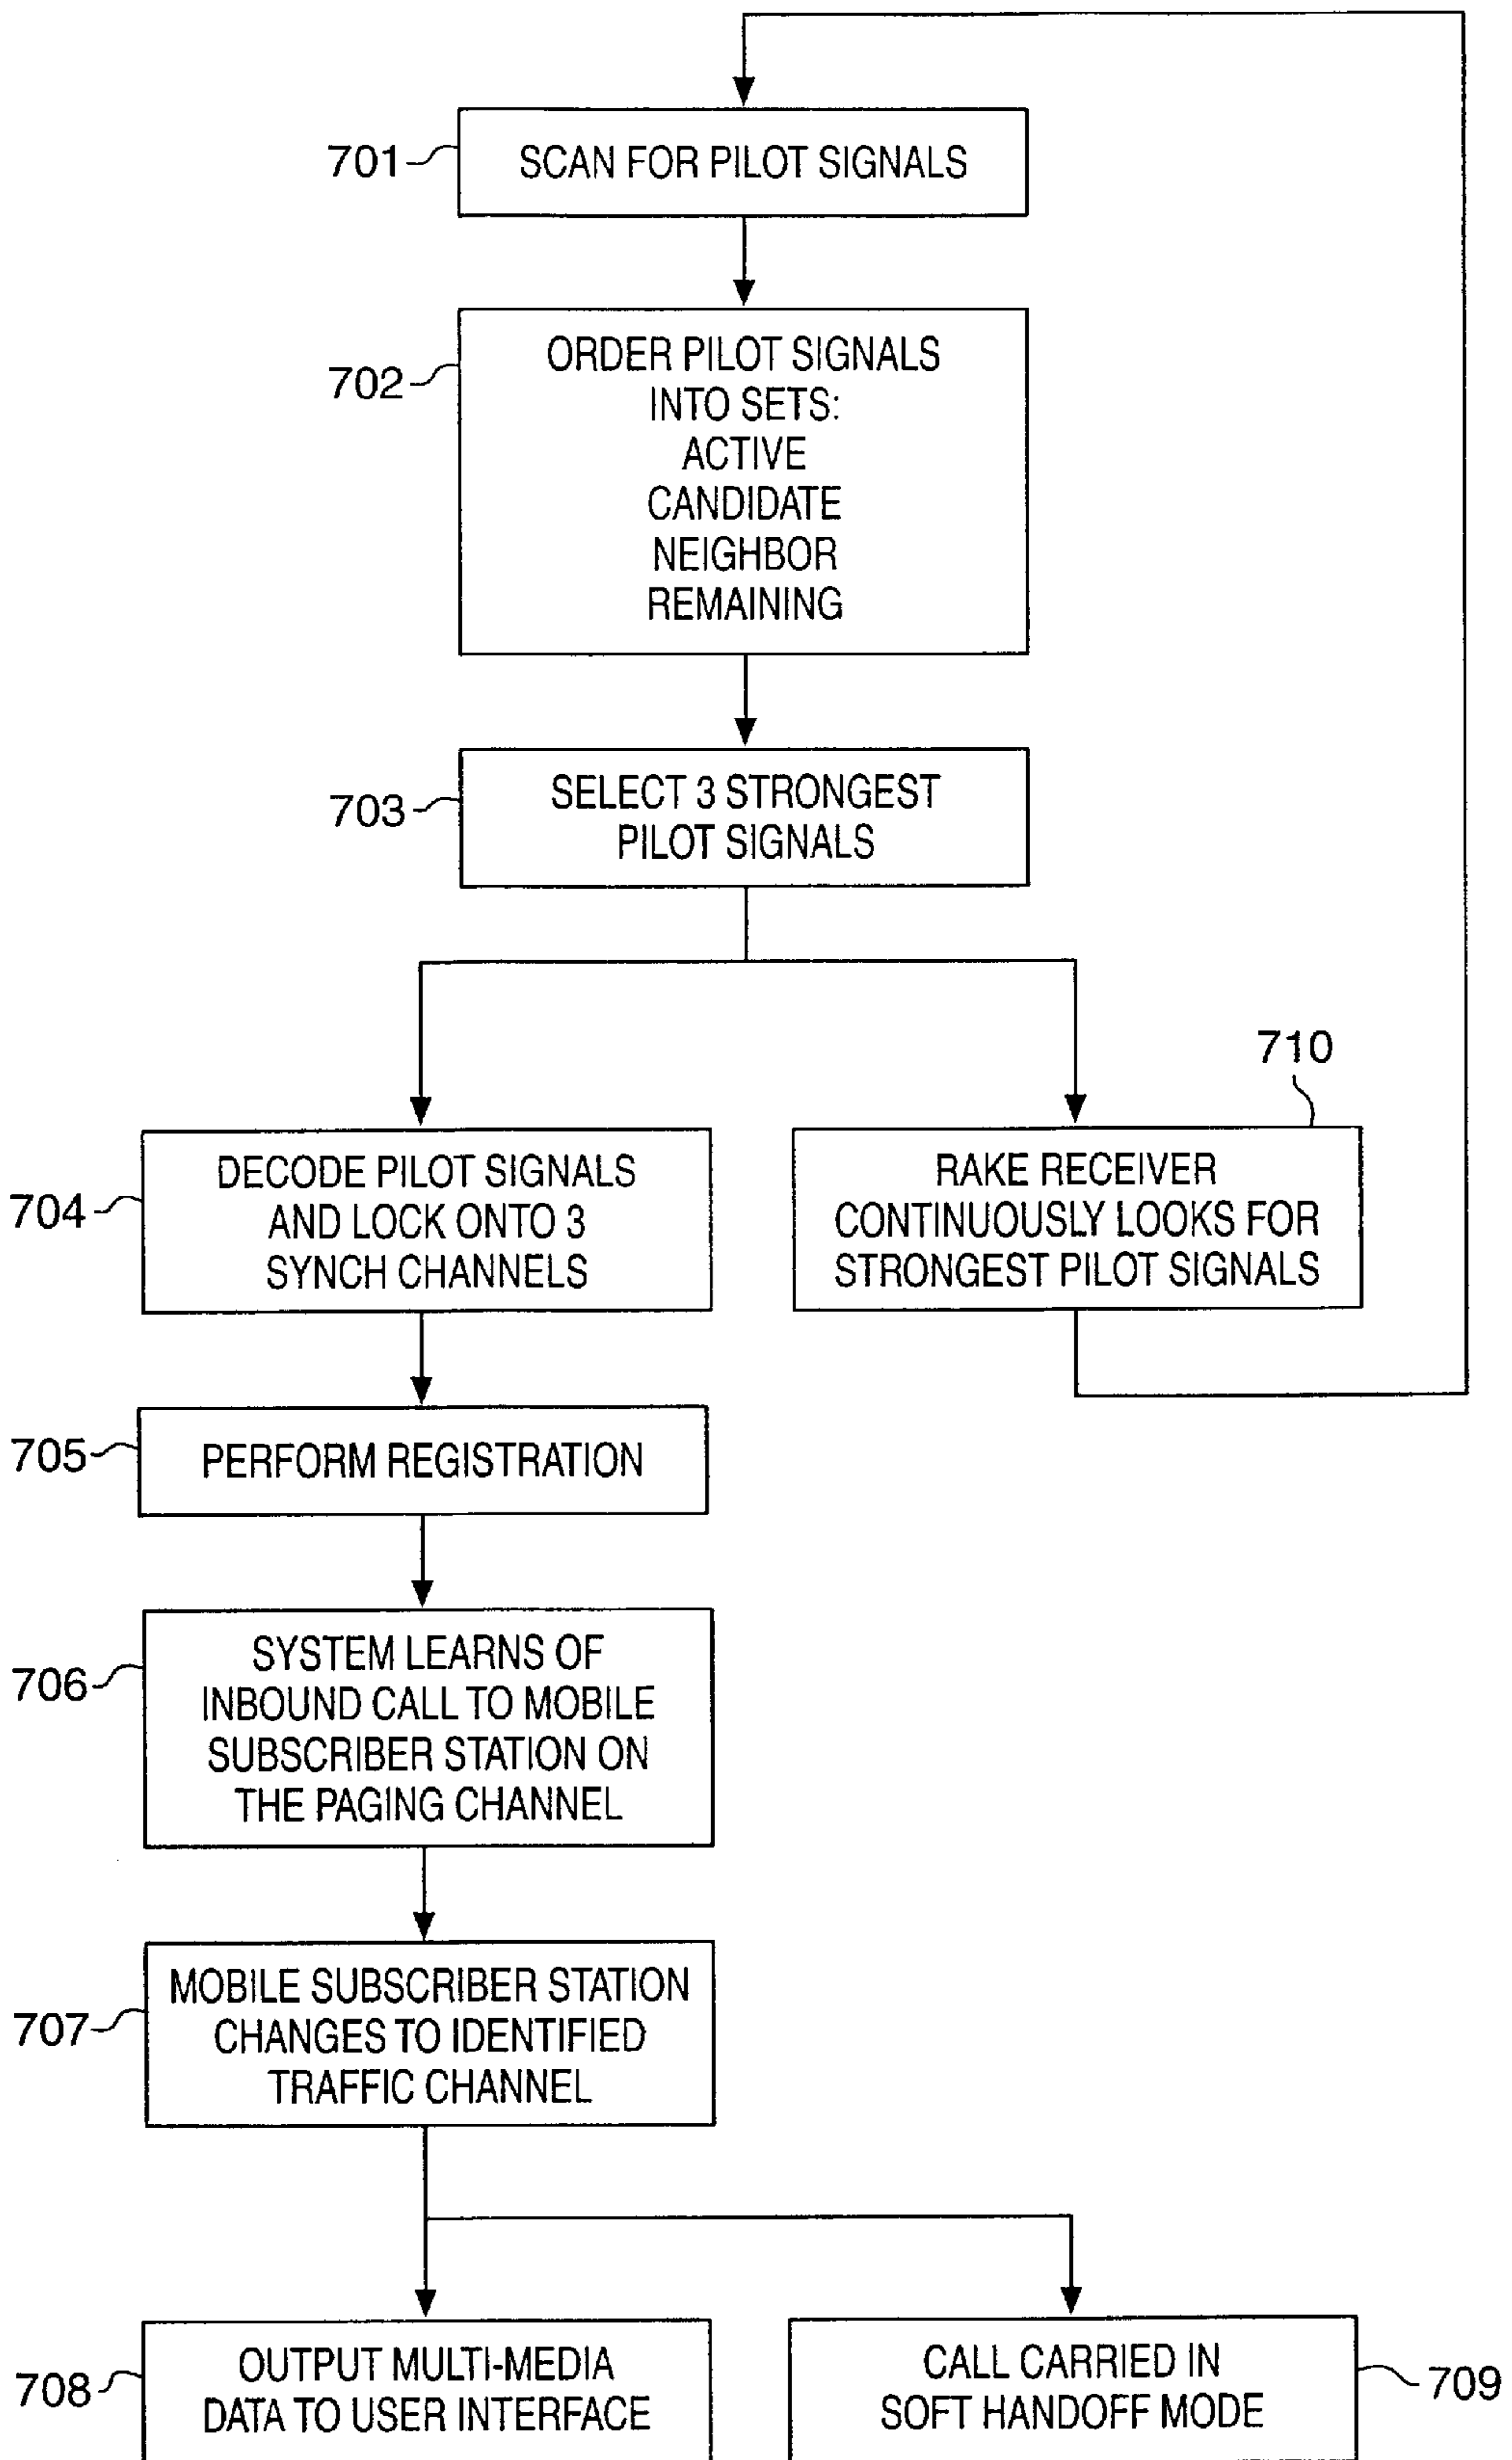 701
SCAN FOR PILOT SIGNALS
702
ORDER PILOT SIGNALS
INTO SETS:
ACTIVE
CANDIDATE
NEIGHBOR
REMAINING
703
SELECT 3 STRONGEST
PILOT SIGNALS
704
DECODE PILOT SIGNALS
AND LOCK ONTO 3
SYNCH CHANNELS
710
RAKE RECEIVER
CONTINUOUSLY LOOKS FOR
STRONGEST PILOT SIGNALS
705
PERFORM REGISTRATION
706
SYSTEM LEARNS OF
INBOUND CALL TO MOBILE
SUBSCRIBER STATION ON
THE PAGING CHANNEL
707
MOBILE SUBSCRIBER STATION
CHANGES TO IDENTIFIED
TRAFFIC CHANNEL
708
OUTPUT MULTI-MEDIA
DATA TO USER INTERFACE
CALL CARRIED IN
SOFT HANDOFF MODE
709